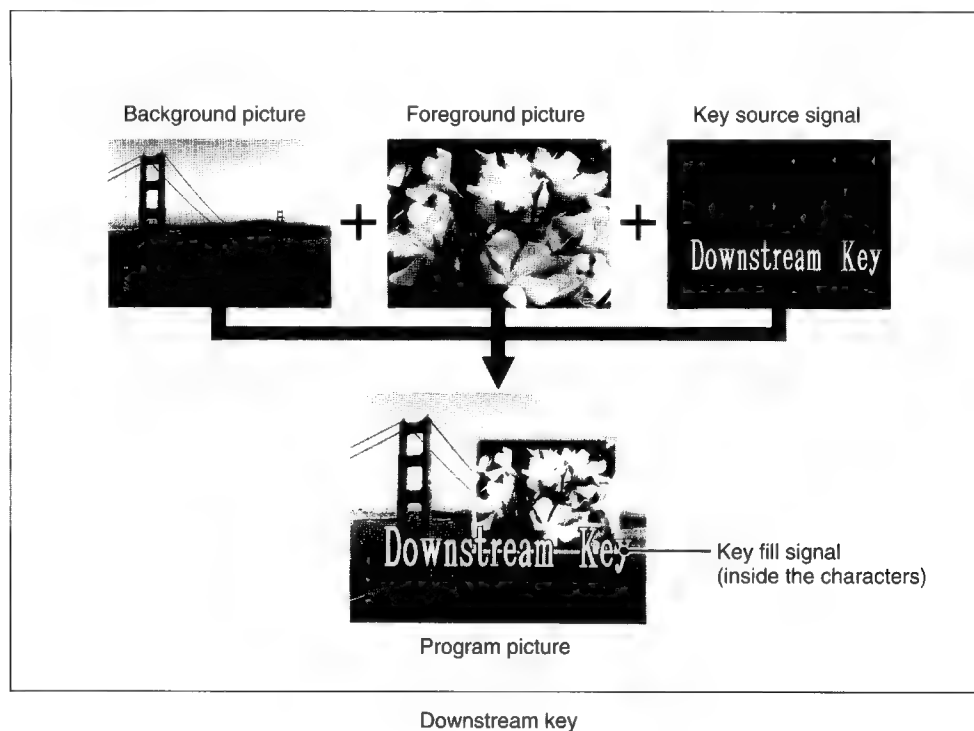 Background picture
Foreground picture
Key source signal
Downstream Key
Downstream Key
Key fill signal
(inside the characters)
Program picture
Downstream key